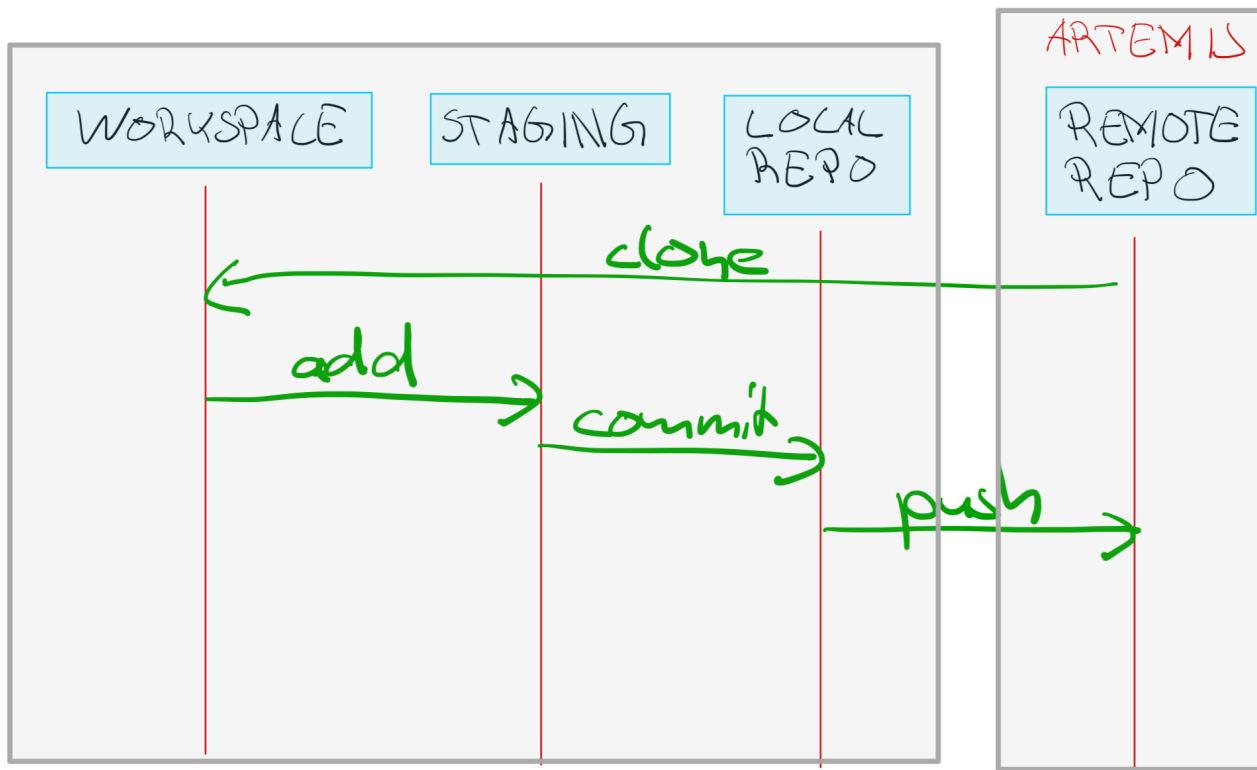 ARTEMIS
WORKSPACE
STAGING
LOCAL
REPO
REMOTE
REPO
clone
add
commit
push